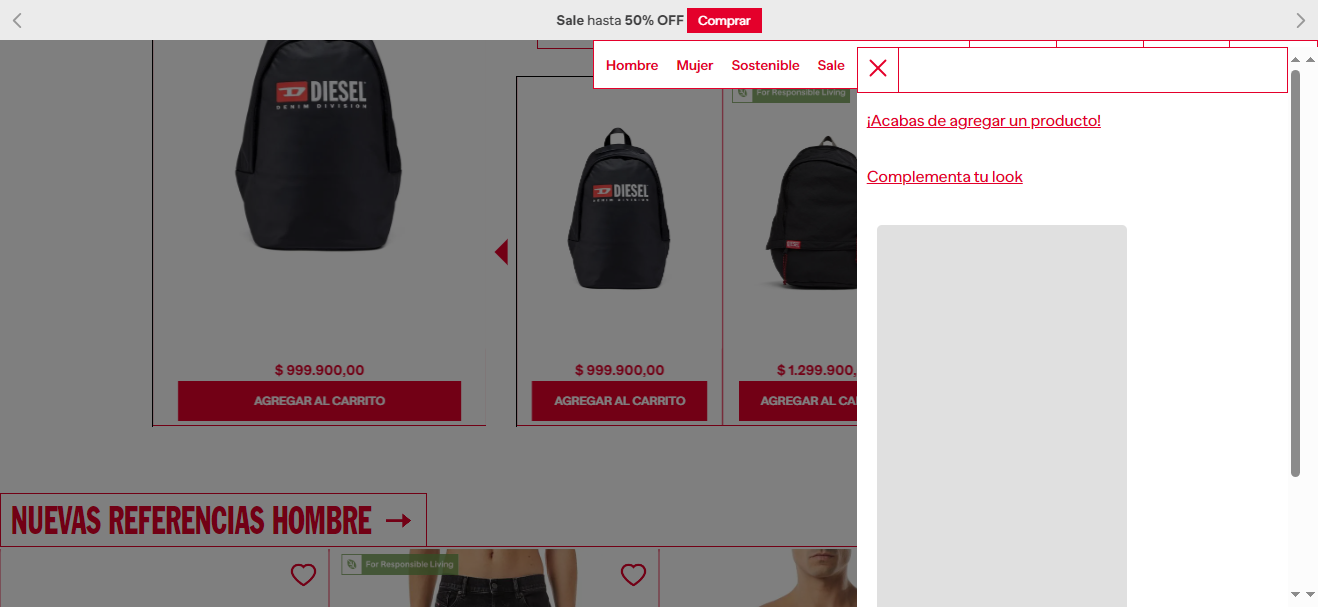 Sale hasta 50% OFF Comprar
Hombre Mujer Sostenible Sale
¡Acabas de agregar un producto!
Complementa tu look
DIESEL
DENIM DIVISION
For Responsible Living
DIESEL
DENIM DIVISION
DIESEL
$ 999.900,00
AGREGAR AL CARRITO
$ 999.900,00
AGREGAR AL CARRITO
$ 1.299.900,
AGREGAR AL CA
NUEVAS REFERENCIAS HOMBRE
For Responsible Living